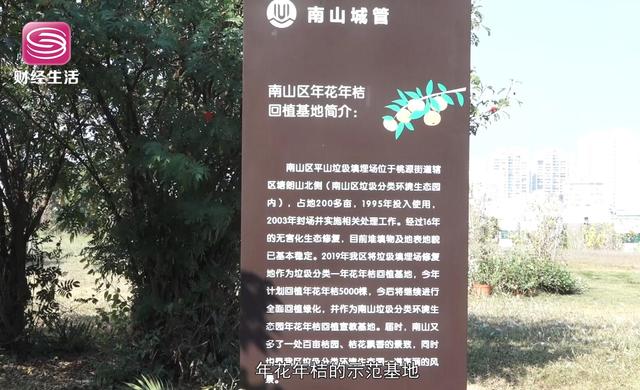 财经生活
南山城管
南山区年花年桔
回植基地简介：
南山区平山垃圾填埋场位于桃源街道辖
区塘朗山北侧（南山区垃圾分类环境生态园
内），占地200多亩，1995年投入使用，
2003年封场并实施相关处理工作。经过16年
的无害化生态修复，目前堆填物及地表地貌
已基本稳定。2019年我区将垃圾填埋场修复
地作为垃圾分类—年花年桔回植基地，今年
计划回植年花年桔5000棵，今后将继续进行
全面回植绿化，并作为南山垃圾分类环境生
态园年花年桔回植宣教基地。届时，南山又
多了一处百亩桔园、桔花飘香的景致，同时
年花年桔的示范基地
景。